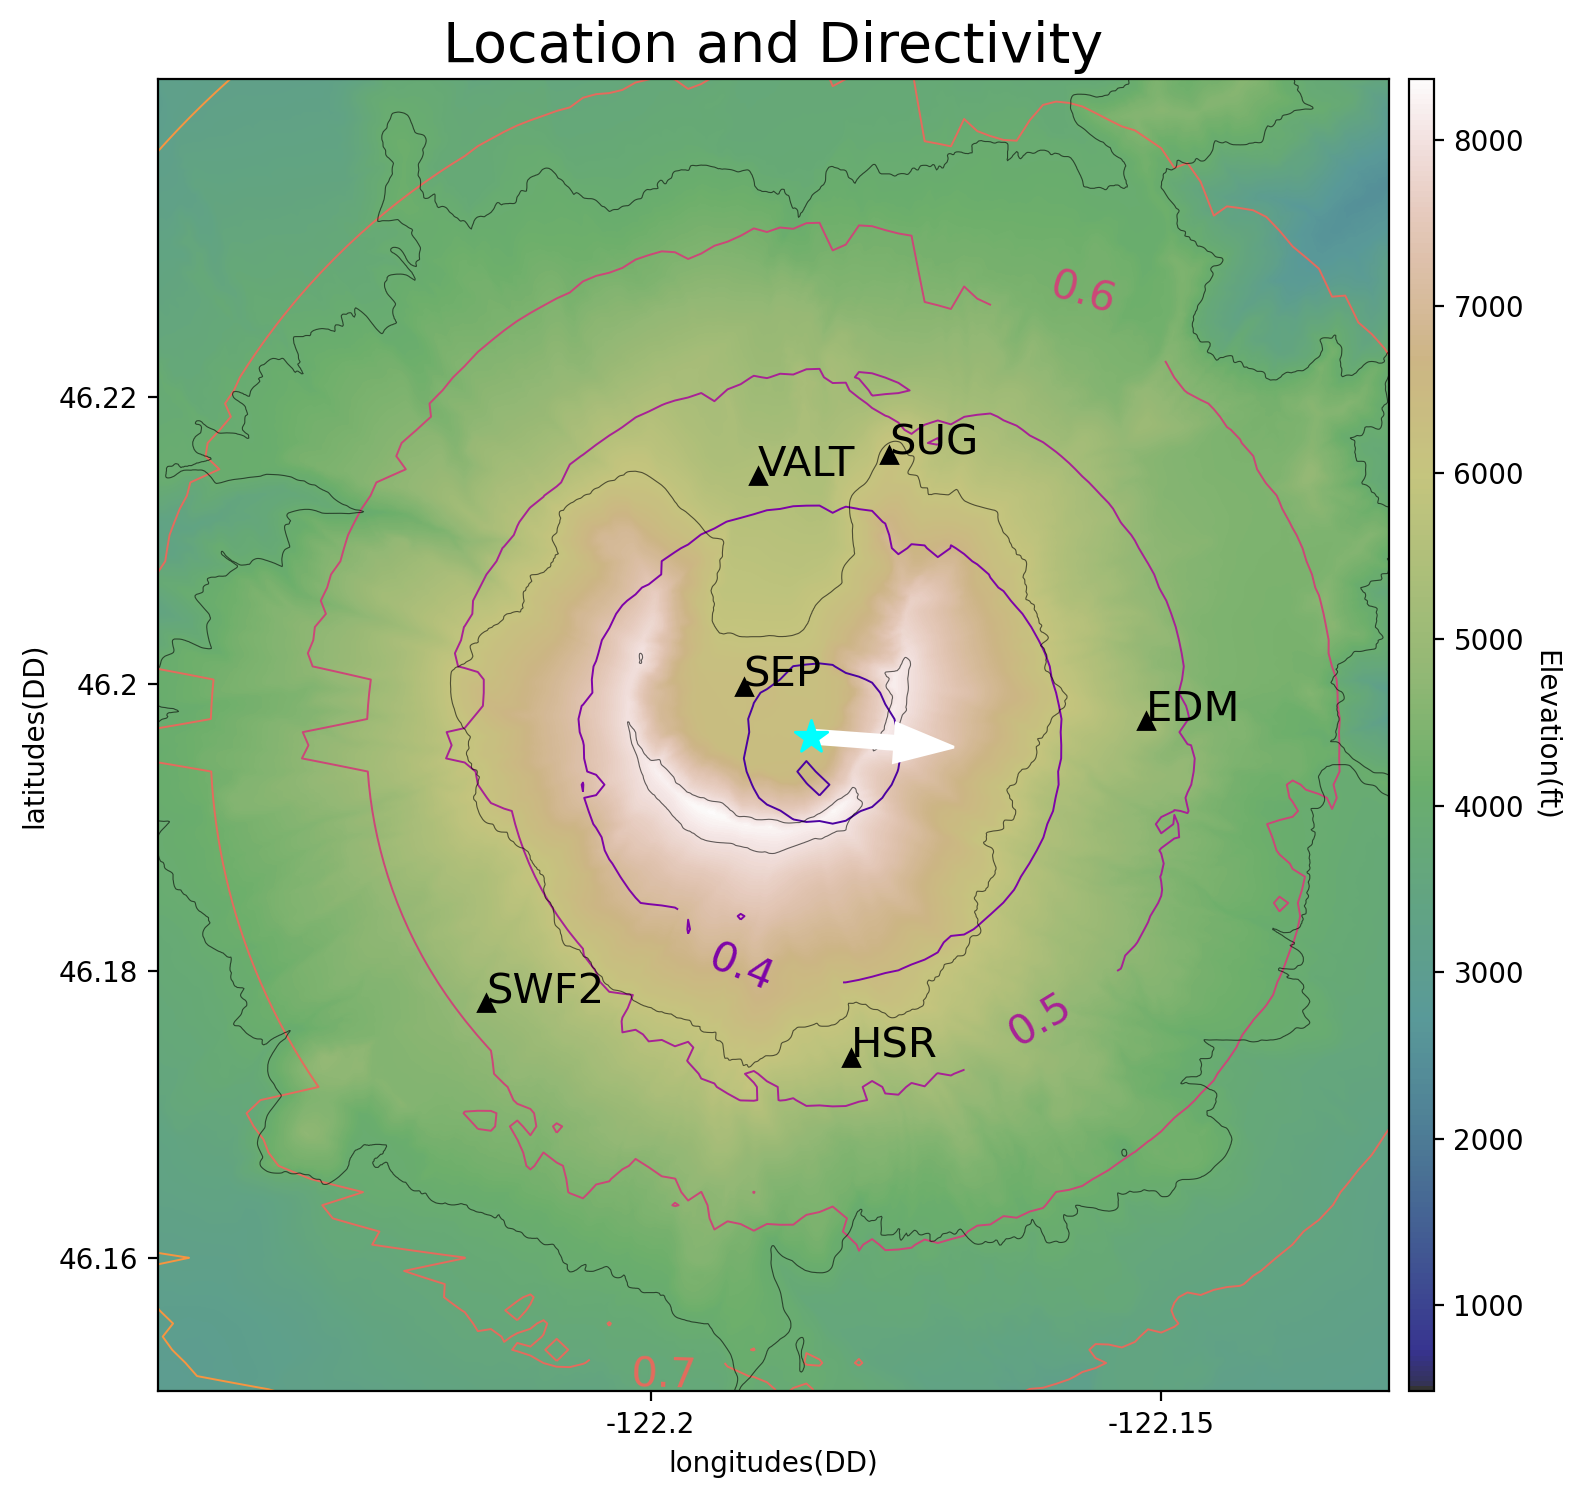 Location and Directivity
8000
0.6
7000
46.22
SUG
VALT
6000
5000
46.2
SEP
EDM
latitudes(DD)
Elevation(ft)
4000
0.4
46.18
3000
SWF2
0.5
HSR
2000
46.16
1000
0.7
-122.2
-122.15
longitudes(DD)